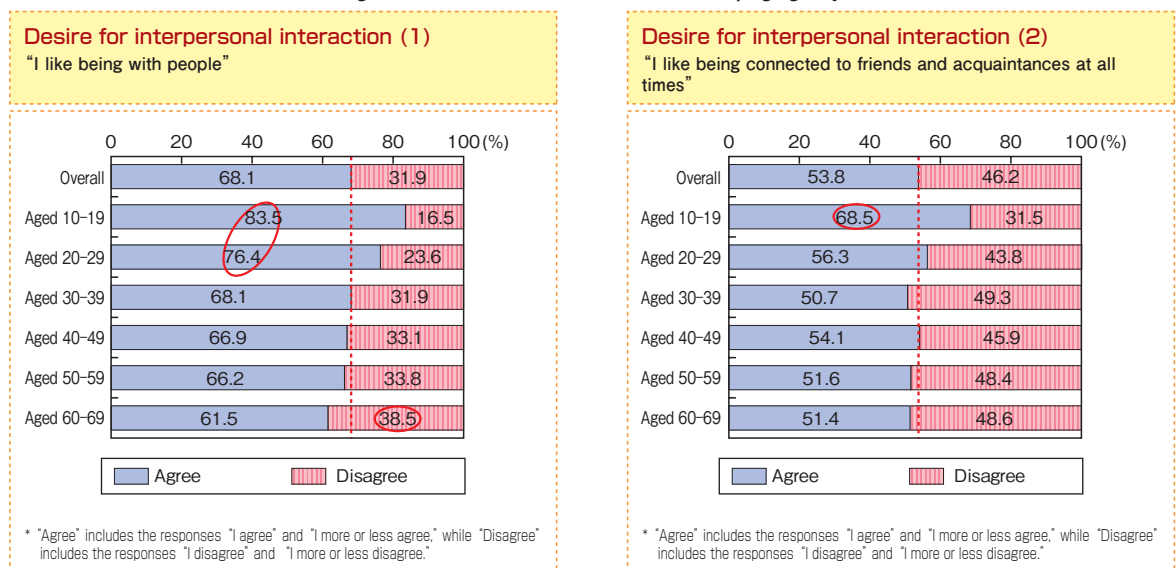 Desire for interpersonal interaction (1)
“I like being with people”
0 20 40 60 80 100(%)
Overall 68.1 31.9
Aged 10-19 83.5 16.5
Aged 20-29 76.4 23.6
Aged 30-39 68.1 31.9
Aged 40-49 66.9 33.1
Aged 50-59 66.2 33.8
Aged 60-69 61.5 38.5
Agree Disagree
* “Agree” includes the responses “I agree” and “I more or less agree,” while “Disagree”
includes the responses “I disagree” and “I more or less disagree.”
Desire for interpersonal interaction (2)
“I like being connected to friends and acquaintances at all
times”
0 20 40 60 80 100(%)
Overall 53.8 46.2
Aged 10-19 68.5 31.5
Aged 20-29 56.3 43.8
Aged 30-39 50.7 49.3
Aged 40-49 54.1 45.9
Aged 50-59 51.6 48.4
Aged 60-69 51.4 48.6
Agree Disagree
* “Agree” includes the responses “I agree” and “I more or less agree,” while “Disagree”
includes the responses “I disagree” and “I more or less disagree.”